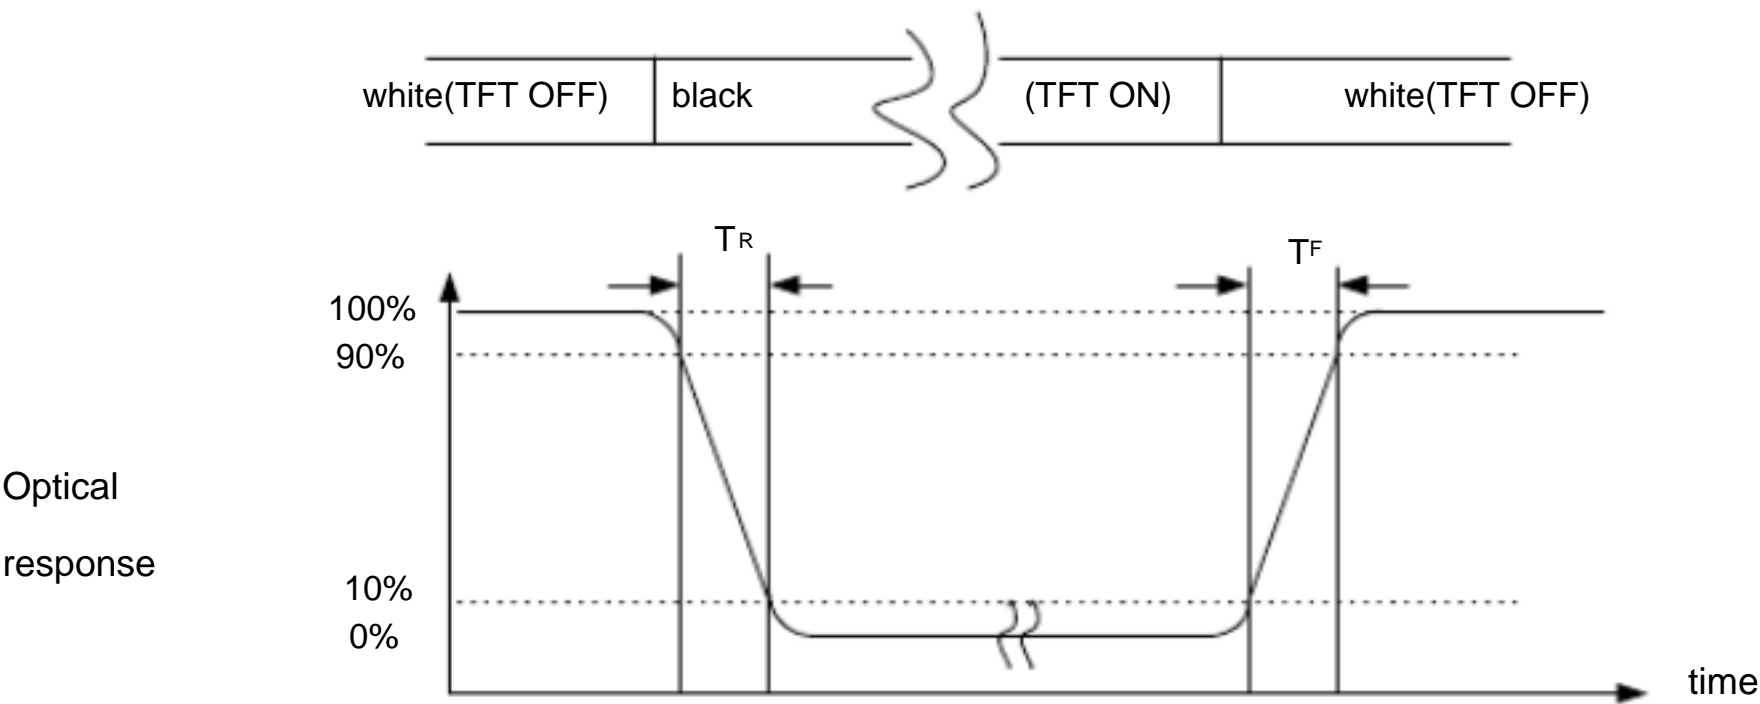 white(TFT OFF) black (TFT ON) white(TFT OFF)
TR
TF
100%
90%
Optical
response
10%
0%
time